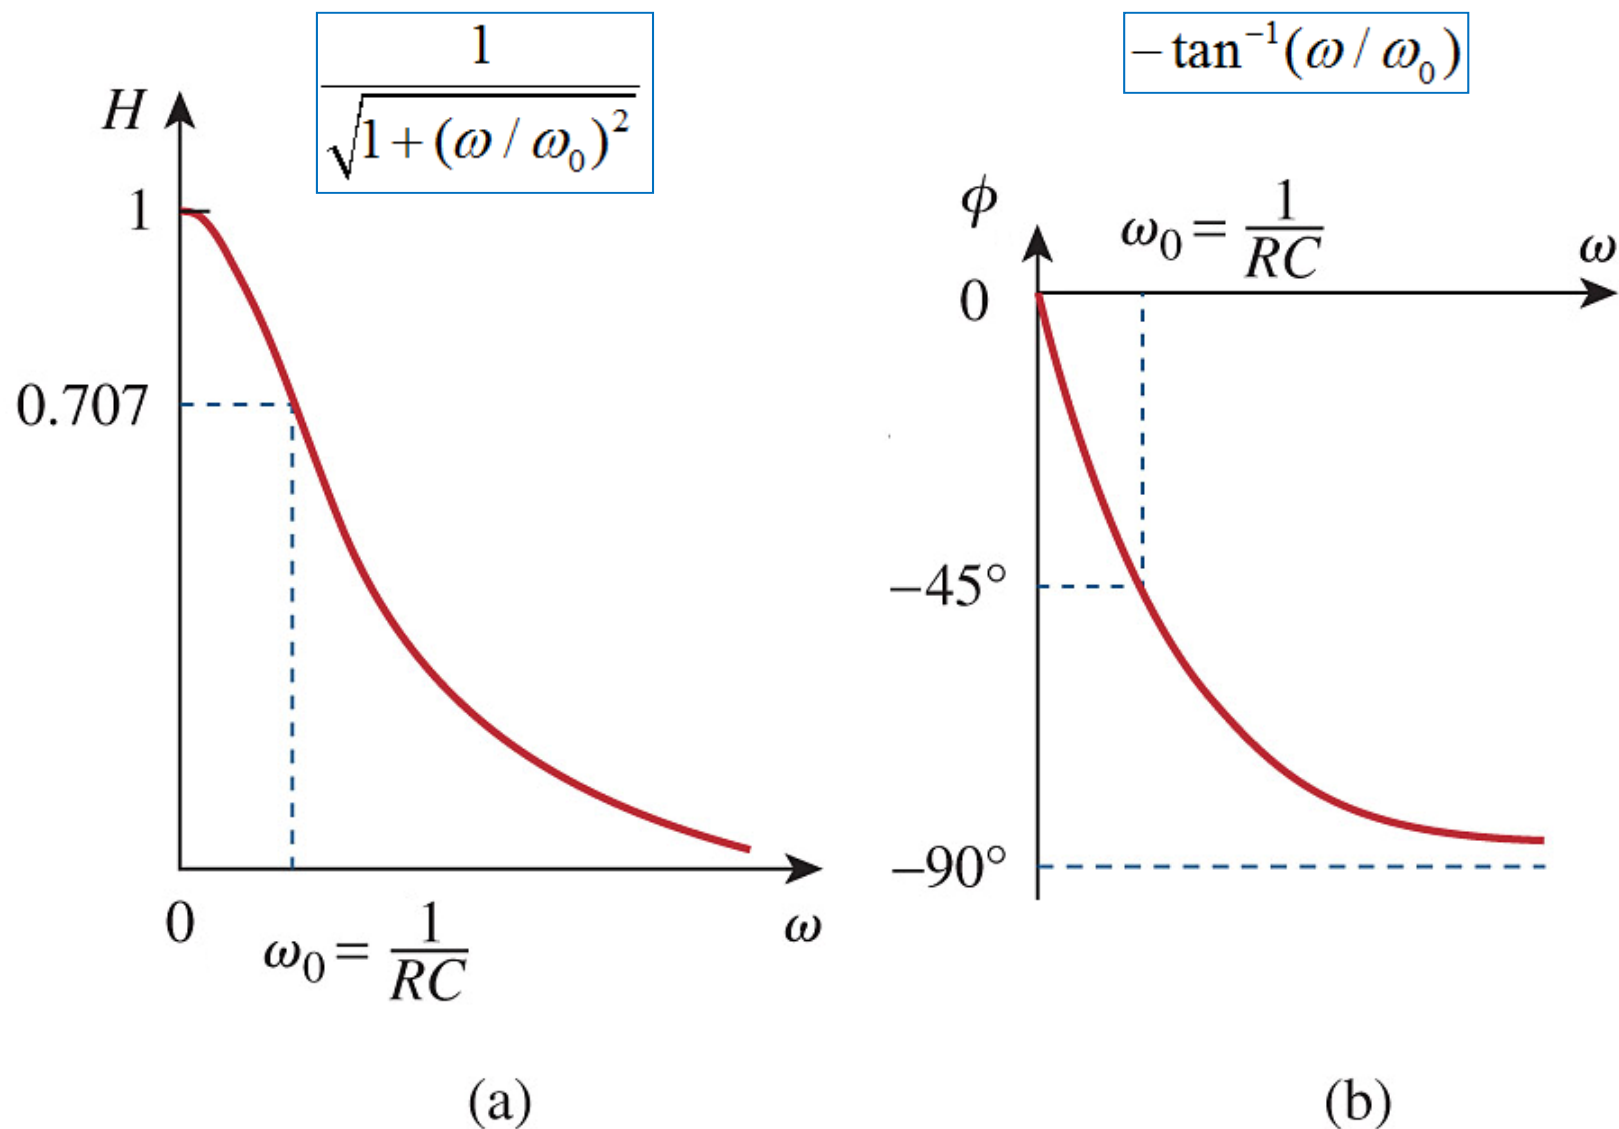 1
√1 + (ω / ω₀)²
H
1
0.707
0
ω₀ = 1/RC
ω
(a)
−tan⁻¹(ω / ω₀)
ϕ
ω₀ = 1/RC
ω
0
−45°
−90°
(b)